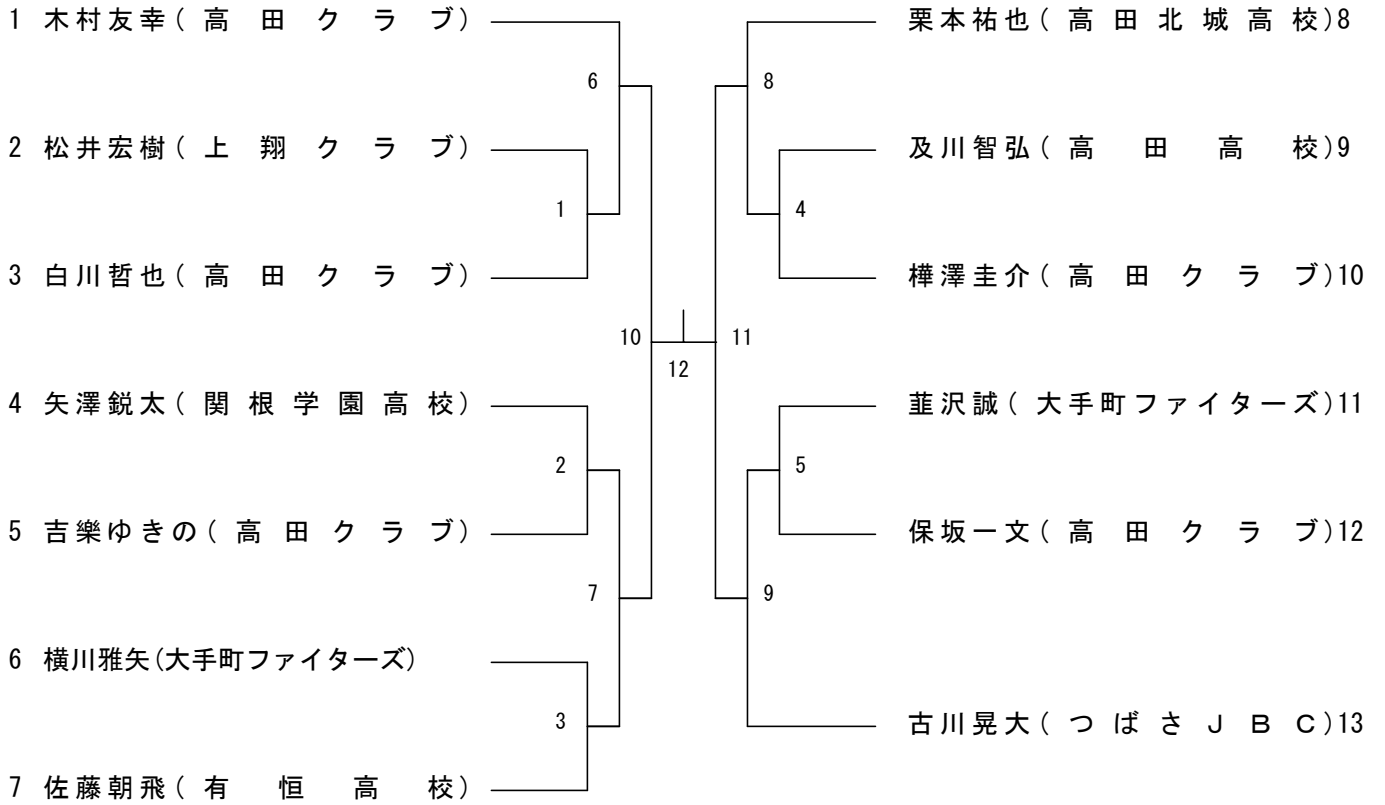 1 木村友幸(高田クラブ)
栗本祐也(高田北城高校)8
6
8
2 松井宏樹(上翔クラブ)
及川智弘(高田高校)9
1
4
3 白川哲也(高田クラブ)
樺澤圭介(高田クラブ)10
10
11
12
4 矢澤鋭太(関根学園高校)
韮沢誠(大手町ファイターズ)11
2
5
5 吉樂ゆきの(高田クラブ)
保坂一文(高田クラブ)12
7
9
6 横川雅矢(大手町ファイターズ)
3
古川晃大(つばさJBC)13
7 佐藤朝飛(有恒高校)